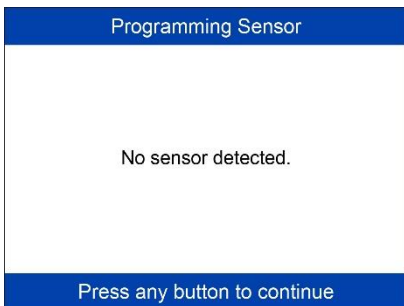 Programming Sensor
No sensor detected.
Press any button to continue